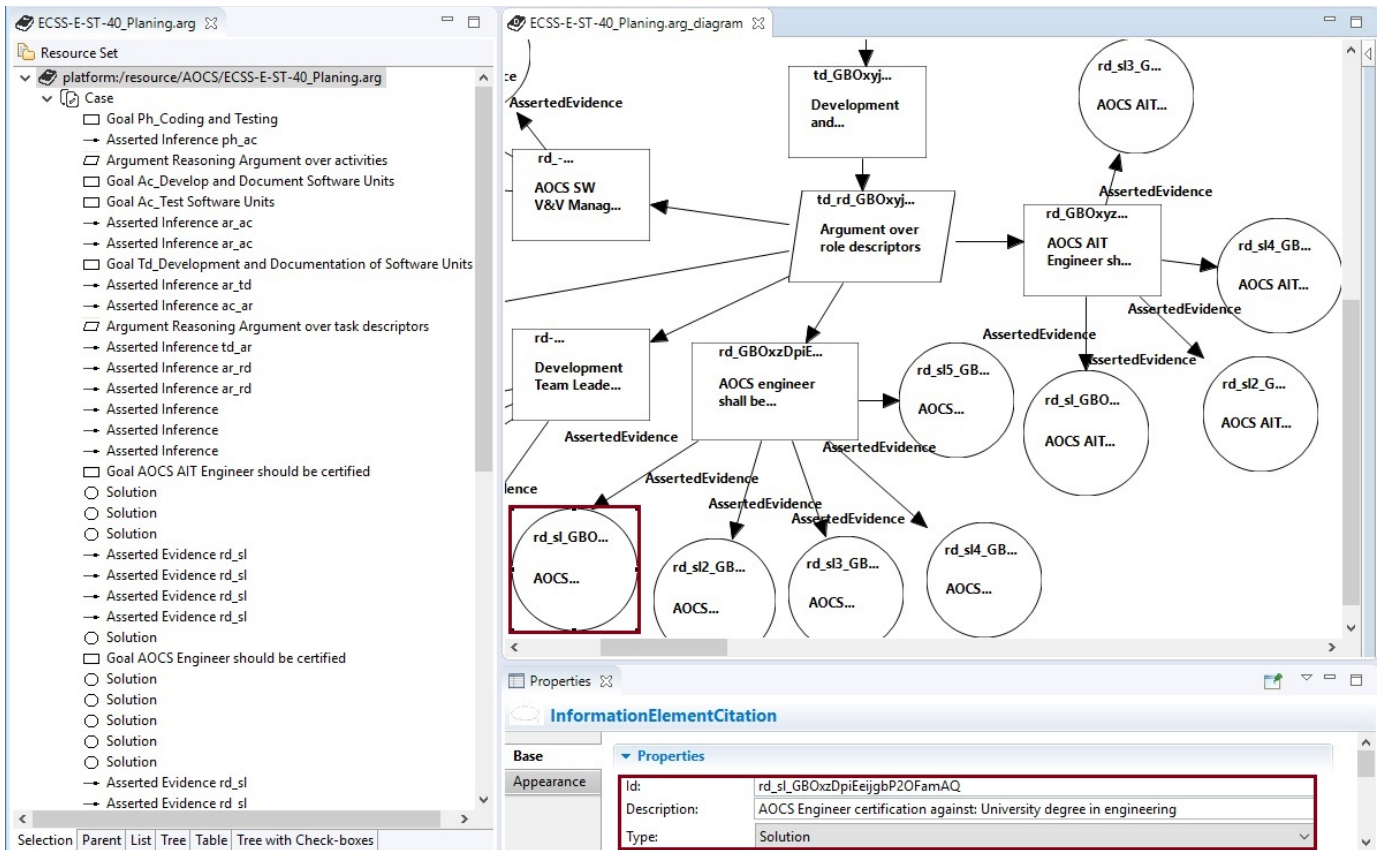 ECSS-E-ST-40_Planing.arg
Resource Set
platform:/resource/AOCS/ECSS-E-ST-40_Planing.arg
Case
Goal Ph_Coding and Testing
Asserted Inference ph_ac
Argument Reasoning Argument over activities
Goal Ac_Develop and Document Software Units
Goal Ac_Test Software Units
Asserted Inference ar_ac
Asserted Inference ar_ac
Goal Td_Development and Documentation of Software Units
Asserted Inference ar_td
Asserted Inference ac_ar
Argument Reasoning Argument over task descriptors
Asserted Inference td_ar
Asserted Inference ar_rd
Asserted Inference ar_rd
Asserted Inference
Asserted Inference
Asserted Inference
Goal AOCS AIT Engineer should be certified
Solution
Solution
Solution
Asserted Evidence rd_sl
Asserted Evidence rd_sl
Asserted Evidence rd_sl
Asserted Evidence rd_sl
Solution
Goal AOCS Engineer should be certified
Solution
Solution
Solution
Solution
Solution
Asserted Evidence rd_sl
Asserted Evidence rd_sl
Selection Parent List Tree Table Tree with Check-boxes
ECSS-E-ST-40_Planing.arg_diagram
ce
AssertedEvidence
td_GBOxyj...
Development
and...
rd_sl3_G...
AOCS AIT...
rd_-...
AOCS SW
V&V Manag...
td_rd_GBOxyj...
Argument over
role descriptors
AssertedEvidence
rd_GBOxyz...
AOCS AIT
Engineer sh...
rd_sl4_GB...
AOCS AIT...
AssertedEvidence
AssertedEvidence
AssertedEvidence
rd-...
Development
Team Leade...
rd_GBOxzDpiE...
AOCS engineer
shall be...
rd_sl5_GB...
AOCS...
rd_sl_GBO...
AOCS AIT...
rd_sl2_G...
AOCS AIT...
AssertedEvidence
AssertedEvidence
lence
AssertedEvidence
AssertedEvidence
AssertedEvidence
rd_sl_GBO...
AOCS...
rd_sl2_GB...
AOCS...
rd_sl3_GB...
AOCS...
rd_sl4_GB...
AOCS...
Properties
InformationElementCitation
Base
Appearance
Properties
Id: rd_sl_GBOxzDpiEeijgbP2OFamAQ
Description: AOCS Engineer certification against: University degree in engineering
Type: Solution